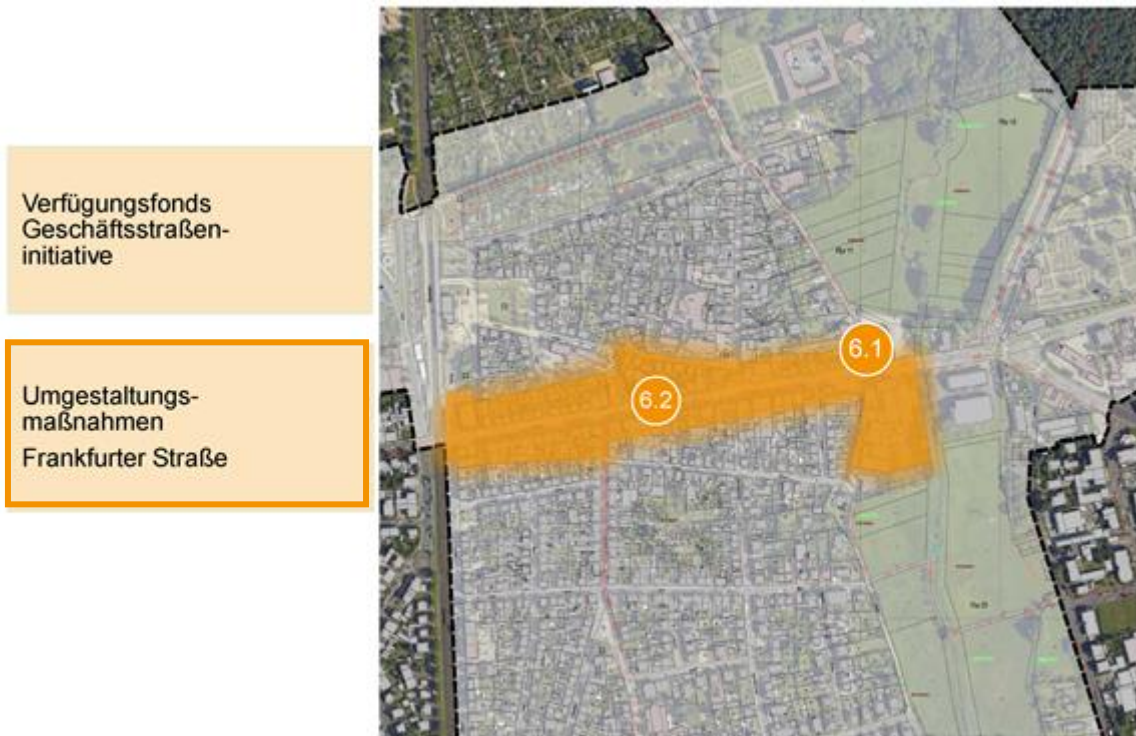 Verfügungsfonds
Geschäftsstraßen-
initiative
Umgestaltungs-
maßnahmen
Frankfurter Straße
6.1
6.2